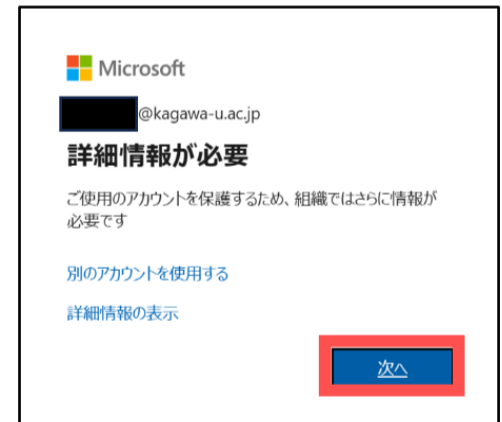 Microsoft
@kagawa-u.ac.jp
詳細情報が必要
ご使用のアカウントを保護するため、組織ではさらに情報が
必要です
別のアカウントを使用する
詳細情報の表示
次へ